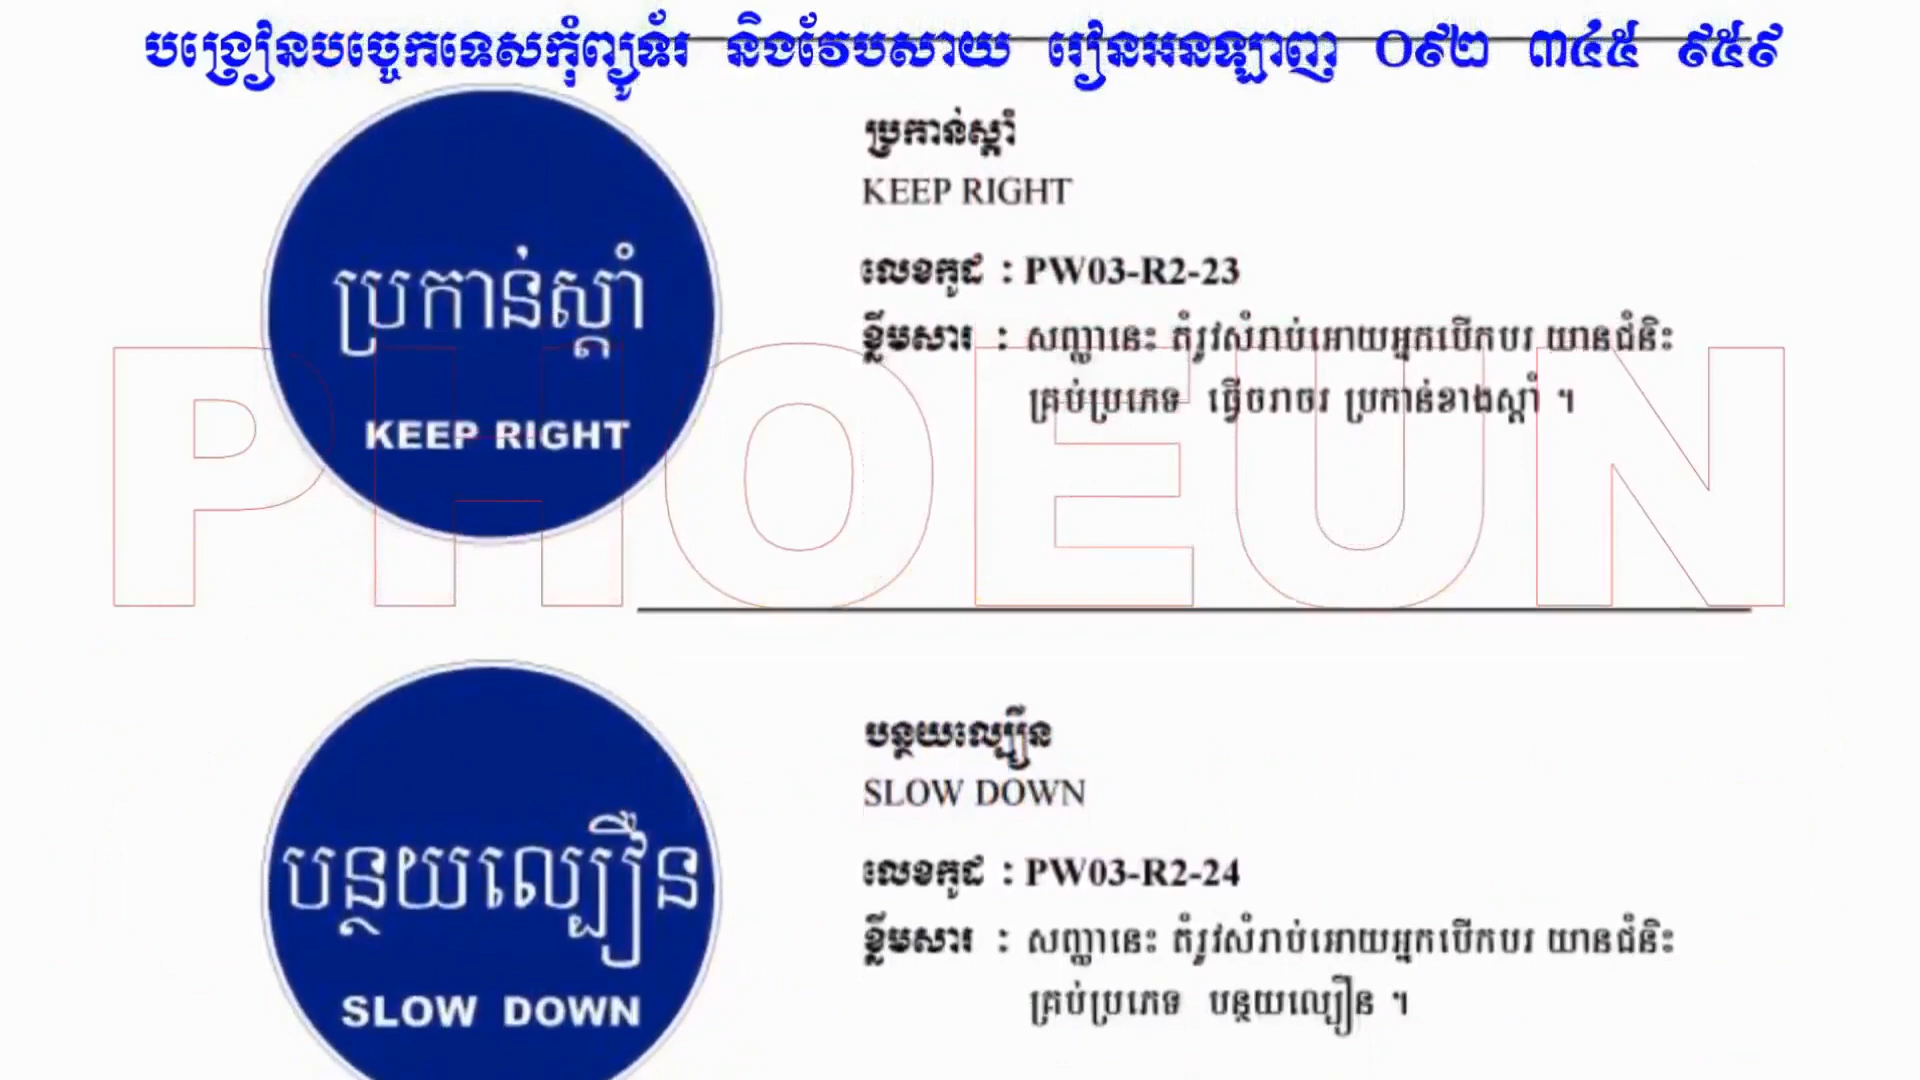 បង្រៀនបច្ចេកទេសកុំព្យូទ័រ និងវែបសាយ រៀនអនឡាញ ០៩២ ៣៤៥ ៩៥៩
ប្រកាន់ស្តាំ
KEEP RIGHT
ប្រកាន់ស្តាំ
KEEP RIGHT
លេខកូដ : PW03-R2-23
ខ្លឹមសារ : សញ្ញានេះ តំរូវសំរាប់អោយអ្នកបើកបរ យានជំនិះ
គ្រប់ប្រភេទ ធ្វើចរាចរ ប្រកាន់ខាងស្តាំ ។
PHOEUN
បន្ថយល្បឿន
SLOW DOWN
បន្ថយល្បឿន
SLOW DOWN
លេខកូដ : PW03-R2-24
ខ្លឹមសារ : សញ្ញានេះ តំរូវសំរាប់អោយអ្នកបើកបរ យានជំនិះ
គ្រប់ប្រភេទ បន្ថយល្បឿន ។